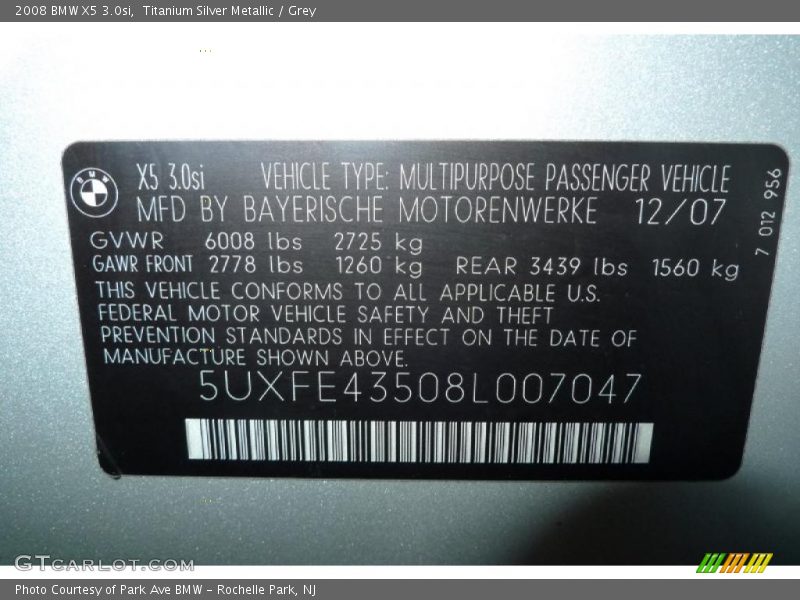 2008 BMW X5 3.0si, Titanium Silver Metallic / Grey
BMW X5 3.0si VEHICLE TYPE: MULTIPURPOSE PASSENGER VEHICLE
MFD BY BAYERISCHE MOTORENWERKE 12/07
7 012 956
GVWR 6008 lbs 2725 kg
GAWR FRONT 2778 lbs 1260 kg REAR 3439 lbs 1560 kg
THIS VEHICLE CONFORMS TO ALL APPLICABLE U.S.
FEDERAL MOTOR VEHICLE SAFETY AND THEFT
PREVENTION STANDARDS IN EFFECT ON THE DATE OF
MANUFACTURE SHOWN ABOVE.
5UXFE43508L007047
GTCARLOT.COM
Photo Courtesy of Park Ave BMW - Rochelle Park, NJ